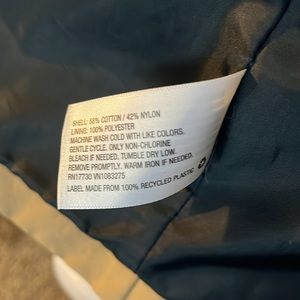 SHELL: 58% COTTON / 42% NYLON
LINING: 100% POLYESTER
MACHINE WASH COLD WITH LIKE COLORS.
GENTLE CYCLE. ONLY NON-CHLORINE
BLEACH IF NEEDED. TUMBLE DRY LOW.
REMOVE PROMPTLY. WARM IRON IF NEEDED.
RN17730 VN1083275
LABEL MADE FROM 100% RECYCLED PLASTIC